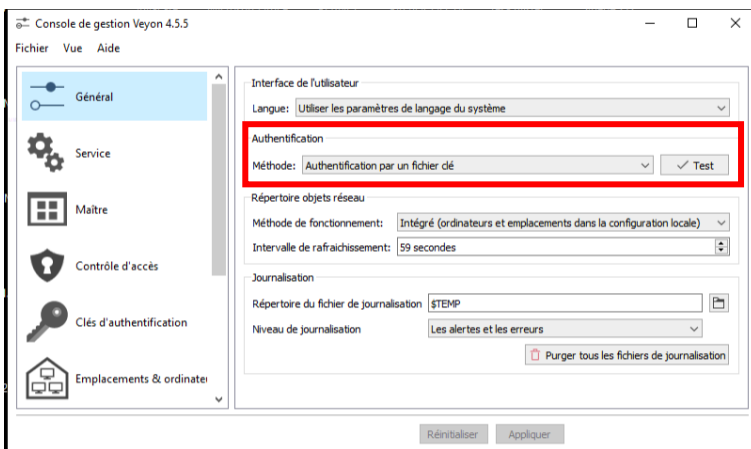 Console de gestion Veyon 4.5.5
Fichier Vue Aide
Général
Service
Maître
Contrôle d'accès
Clés d'authentification
Emplacements & ordinate
Interface de l'utilisateur
Langue: Utiliser les paramètres de langage du système
Authentification
Méthode: Authentification par un fichier clé Test
Répertoire objets réseau
Méthode de fonctionnement: Intégré (ordinateurs et emplacements dans la configuration locale)
Intervalle de rafraichissement: 59 secondes
Journalisation
Répertoire du fichier de journalisation $TEMP
Niveau de journalisation Les alertes et les erreurs
Purger tous les fichiers de journalisation
Réinitialiser Appliquer